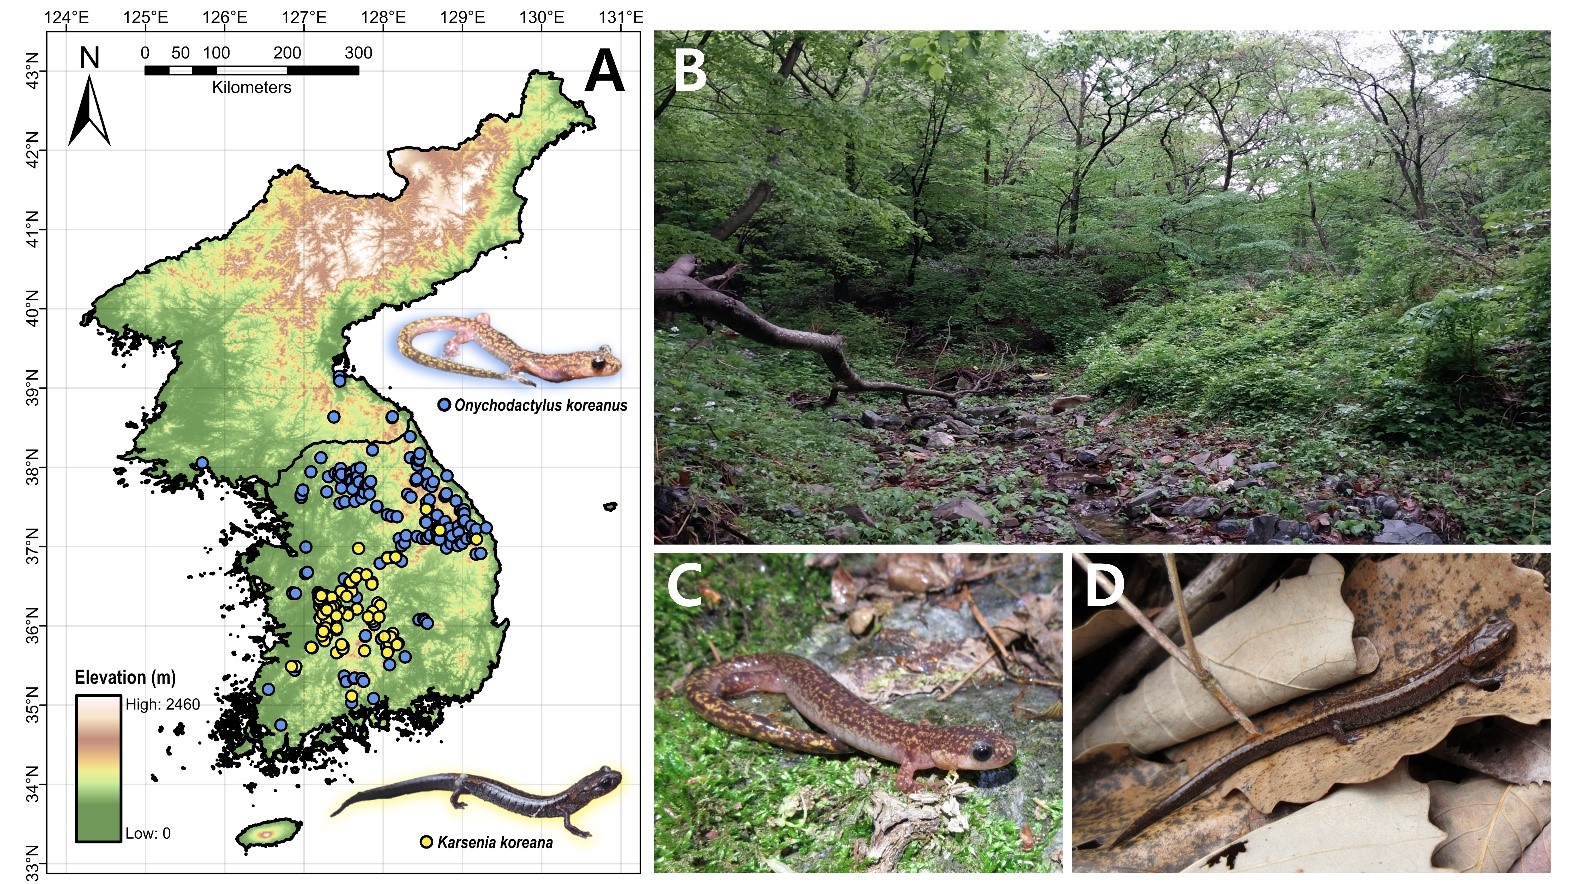 124°E 125°E 126°E 127°E 128°E 129°E 130°E 131°E
N
0 50 100 200 300
Kilometers
A
43°N
42°N
41°N
40°N
39°N
38°N
37°N
36°N
35°N
34°N
33°N
Onychodactylus koreanus
Elevation (m)
High: 2460
Low: 0
Karsenia koreana
B
C
D